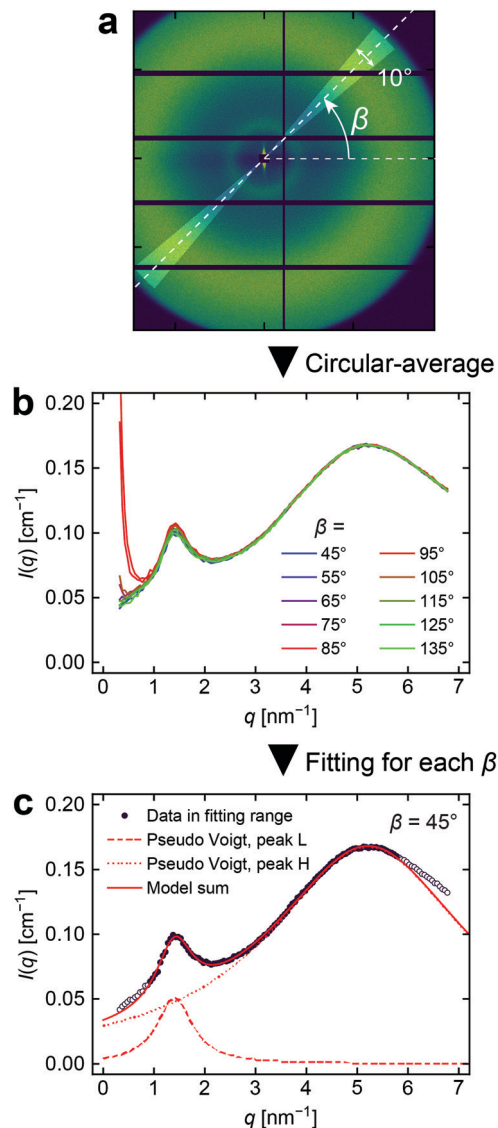 a
10°
β
Circular-average
b
0.20
0.15
0.10
0.05
0.00
I(q) [cm⁻¹]
β =
45° 95°
55° 105°
65° 115°
75° 125°
85° 135°
0 1 2 3 4 5 6 7
q [nm⁻¹]
Fitting for each β
c
0.20
0.15
0.10
0.05
0.00
I(q) [cm⁻¹]
Data in fitting range
Pseudo Voigt, peak L
Pseudo Voigt, peak H
Model sum
β = 45°
0 1 2 3 4 5 6 7
q [nm⁻¹]